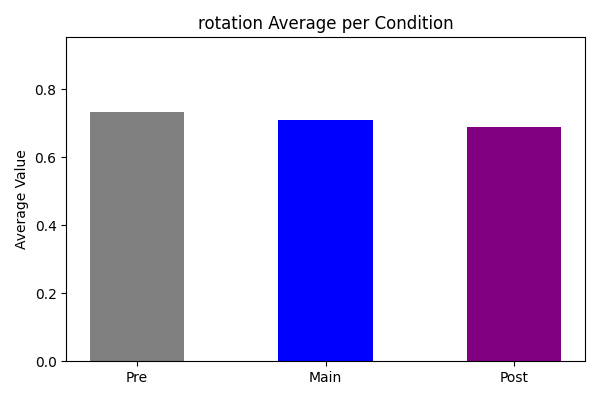 rotation Average per Condition
Average Value
0.8
0.6
0.4
0.2
0.0
Pre
Main
Post